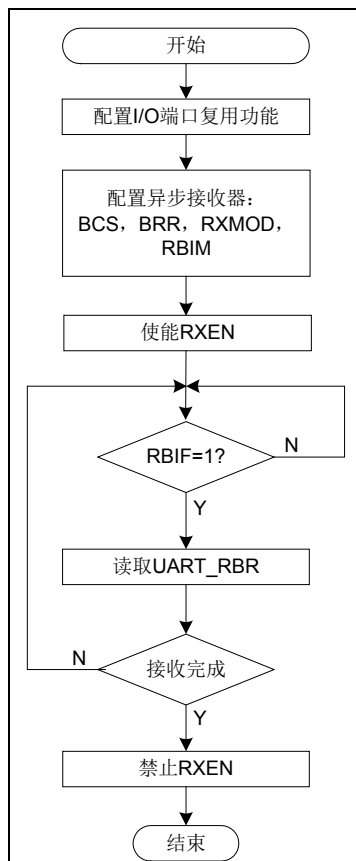 开始
配置I/O端口复用功能
配置异步接收器:
BCS，BRR，RXMOD，
RBIM
使能RXEN
RBIF=1?
N
Y
读取UART_RBR
N
接收完成
Y
禁止RXEN
结束